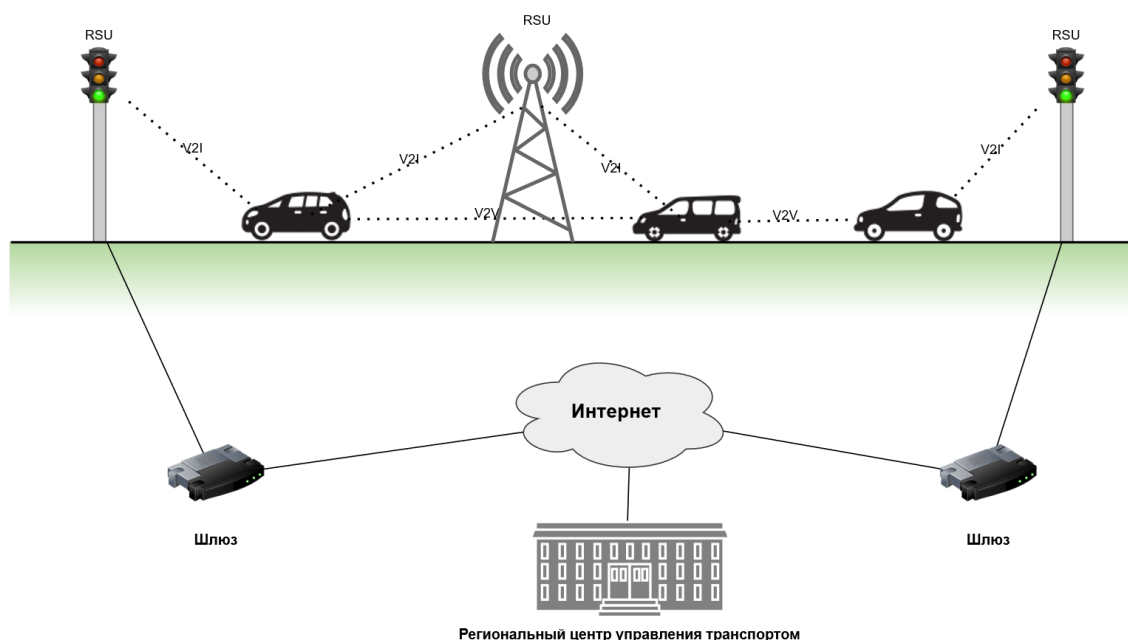 RSU
RSU
RSU
V2I
V2I
V2I
V2I
V2V
V2V
Интернет
Шлюз
Шлюз
Региональный центр управления транспортом